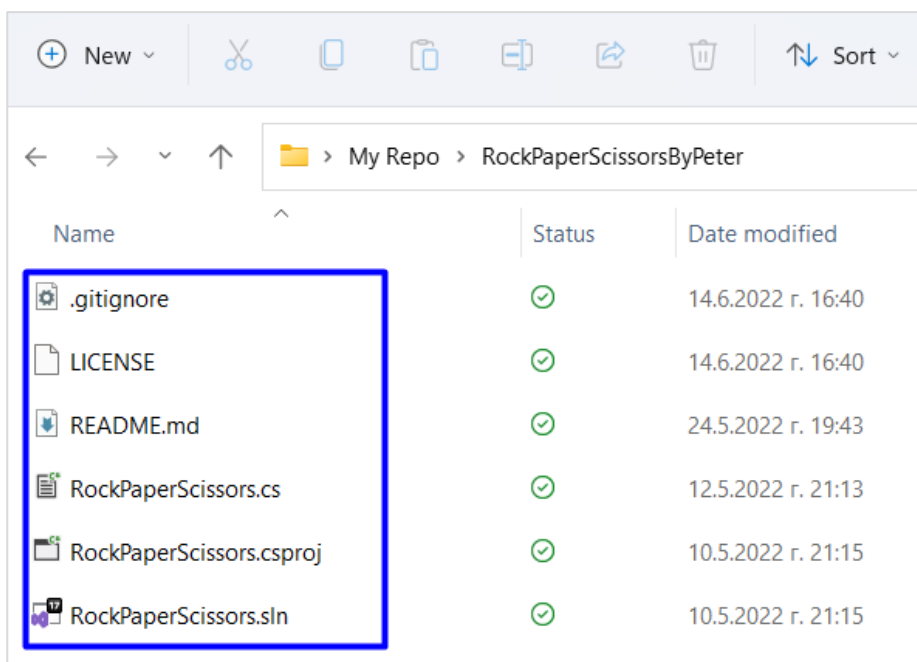 New Sort
My Repo > RockPaperScissorsByPeter
Name Status Date modified
.gitignore 14.6.2022 г. 16:40
LICENSE 14.6.2022 г. 16:40
README.md 24.5.2022 г. 19:43
RockPaperScissors.cs 12.5.2022 г. 21:13
RockPaperScissors.csproj 10.5.2022 г. 21:15
RockPaperScissors.sln 10.5.2022 г. 21:15